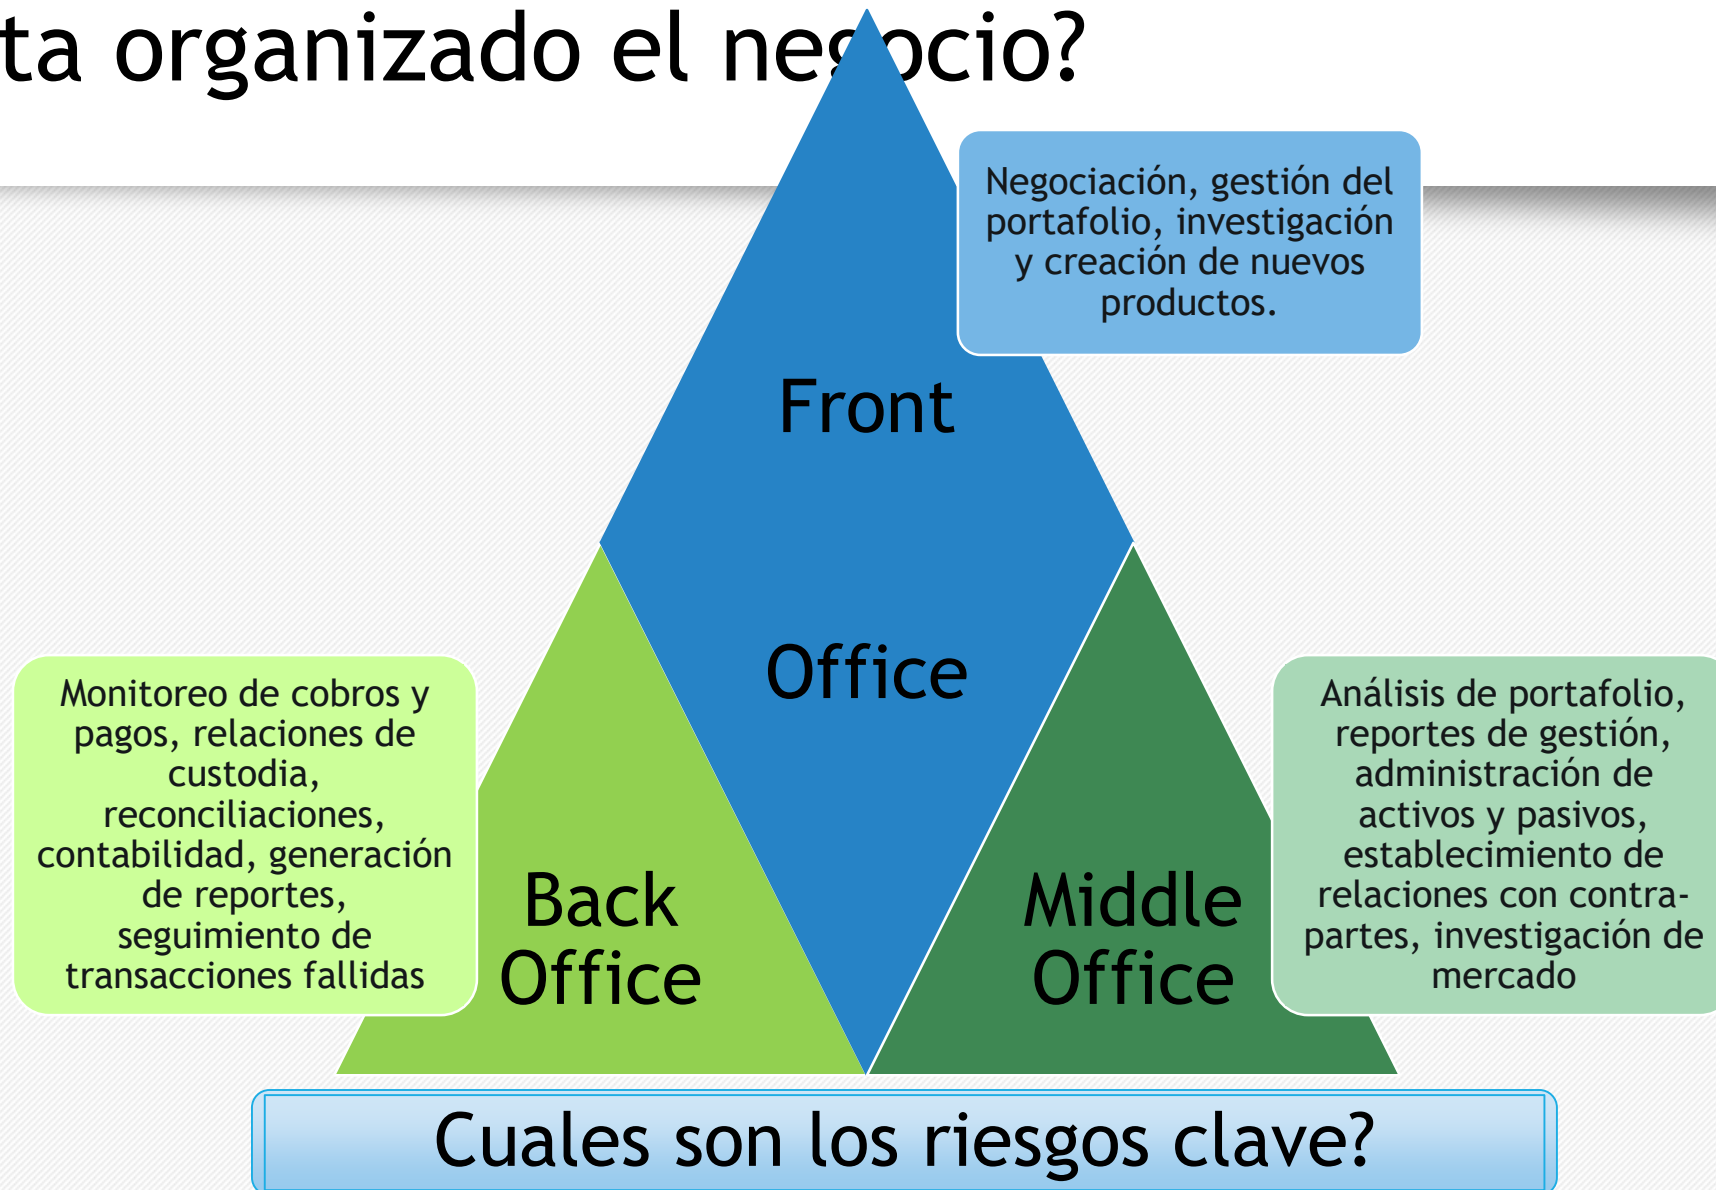 ta organizado el negocio?
Negociación, gestión del
portafolio, investigación
y creación de nuevos
productos.
Front
Office
Monitoreo de cobros y
pagos, relaciones de
custodia,
reconciliaciones,
contabilidad, generación
de reportes,
seguimiento de
transacciones fallidas
Back
Office
Middle
Office
Análisis de portafolio,
reportes de gestión,
administración de
activos y pasivos,
establecimiento de
relaciones con contra-
partes, investigación de
mercado
Cuales son los riesgos clave?